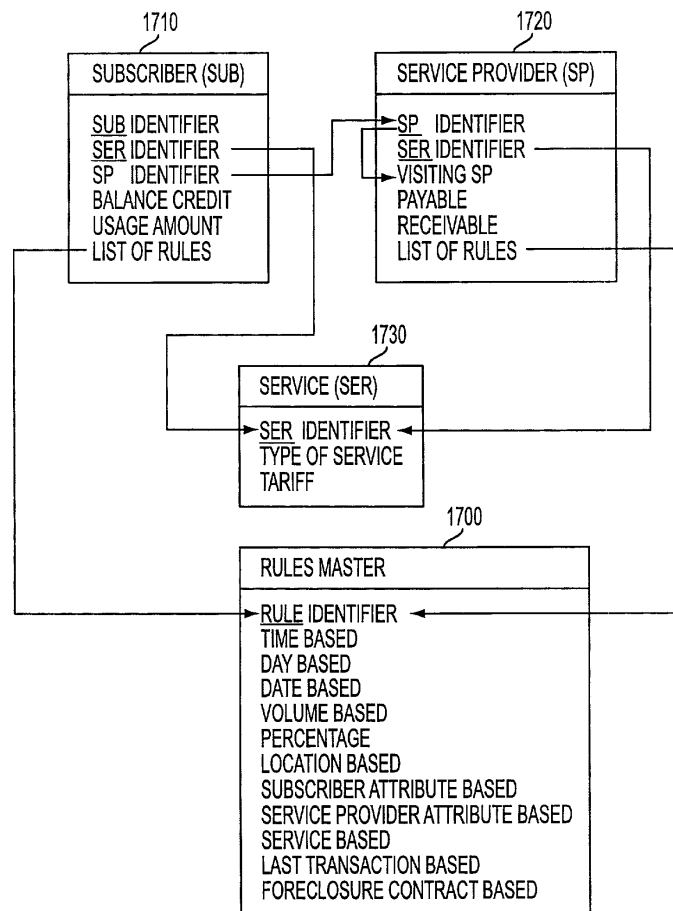 1710
SUBSCRIBER (SUB)
SUB IDENTIFIER
SER IDENTIFIER
SP IDENTIFIER
BALANCE CREDIT
USAGE AMOUNT
LIST OF RULES
1720
SERVICE PROVIDER (SP)
SP IDENTIFIER
SER IDENTIFIER
VISITING SP
PAYABLE
RECEIVABLE
LIST OF RULES
1730
SERVICE (SER)
SER IDENTIFIER
TYPE OF SERVICE
TARIFF
1700
RULES MASTER
RULE IDENTIFIER
TIME BASED
DAY BASED
DATE BASED
VOLUME BASED
PERCENTAGE
LOCATION BASED
SUBSCRIBER ATTRIBUTE BASED
SERVICE PROVIDER ATTRIBUTE BASED
SERVICE BASED
LAST TRANSACTION BASED
FORECLOSURE CONTRACT BASED